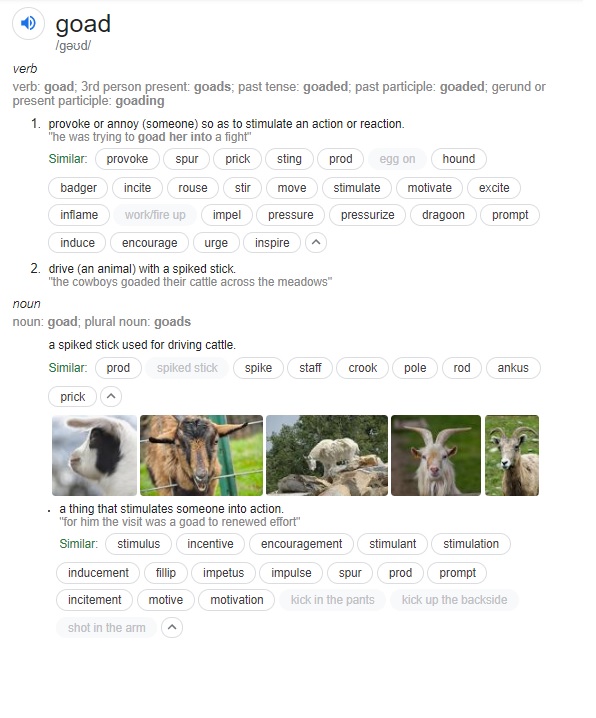 goad
/ɡəʊd/
verb
verb: goad; 3rd person present: goads; past tense: goaded; past participle: goaded; gerund or
present participle: goading
1. provoke or annoy (someone) so as to stimulate an action or reaction.
"he was trying to goad her into a fight"
Similar: provoke spur prick sting prod egg on hound
badger incite rouse stir move stimulate motivate excite
inflame work/fire up impel pressure pressurize dragoon prompt
induce encourage urge inspire
2. drive (an animal) with a spiked stick.
"the cowboys goaded their cattle across the meadows"
noun
noun: goad; plural noun: goads
a spiked stick used for driving cattle.
Similar: prod spiked stick spike staff crook pole rod ankus
prick
• a thing that stimulates someone into action.
"for him the visit was a goad to renewed effort"
Similar: stimulus incentive encouragement stimulant stimulation
inducement fillip impetus impulse spur prod prompt
incitement motive motivation kick in the pants kick up the backside
shot in the arm